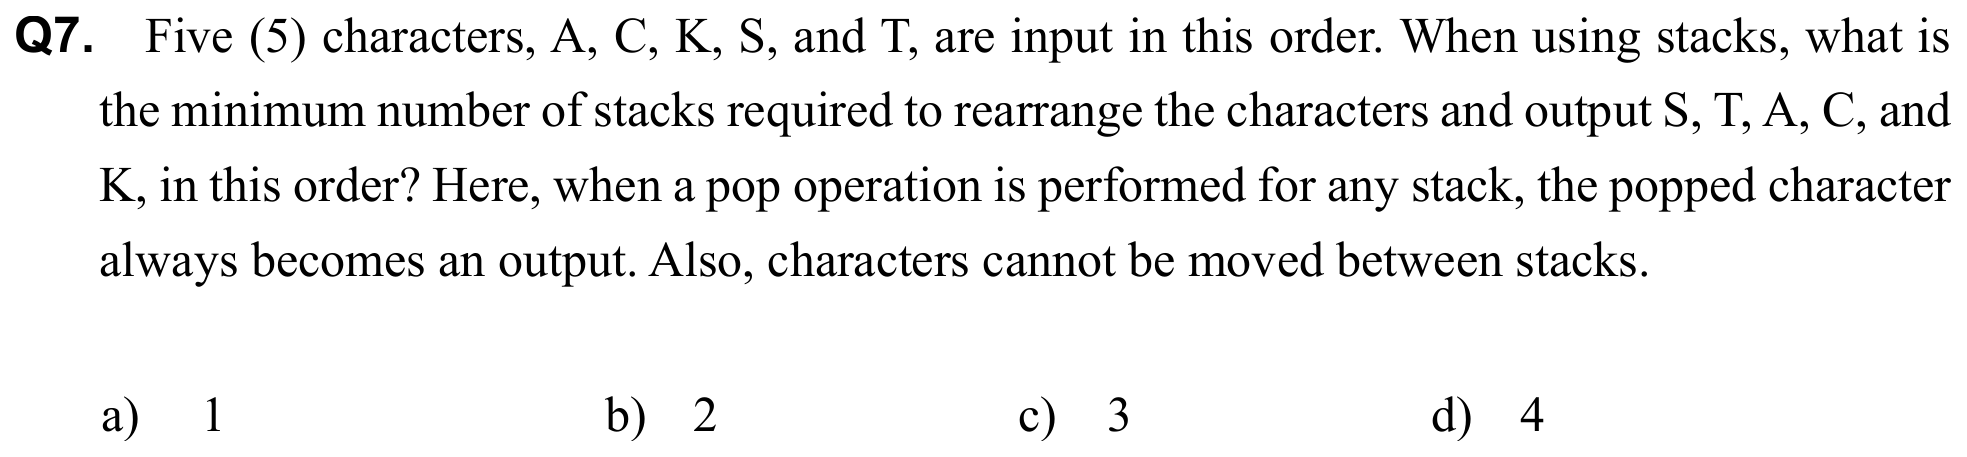 Q7. Five (5) characters, A, C, K, S, and T, are input in this order. When using stacks, what is
the minimum number of stacks required to rearrange the characters and output S, T, A, C, and
K, in this order? Here, when a pop operation is performed for any stack, the popped character
always becomes an output. Also, characters cannot be moved between stacks.
a) 1 b) 2 c) 3 d) 4